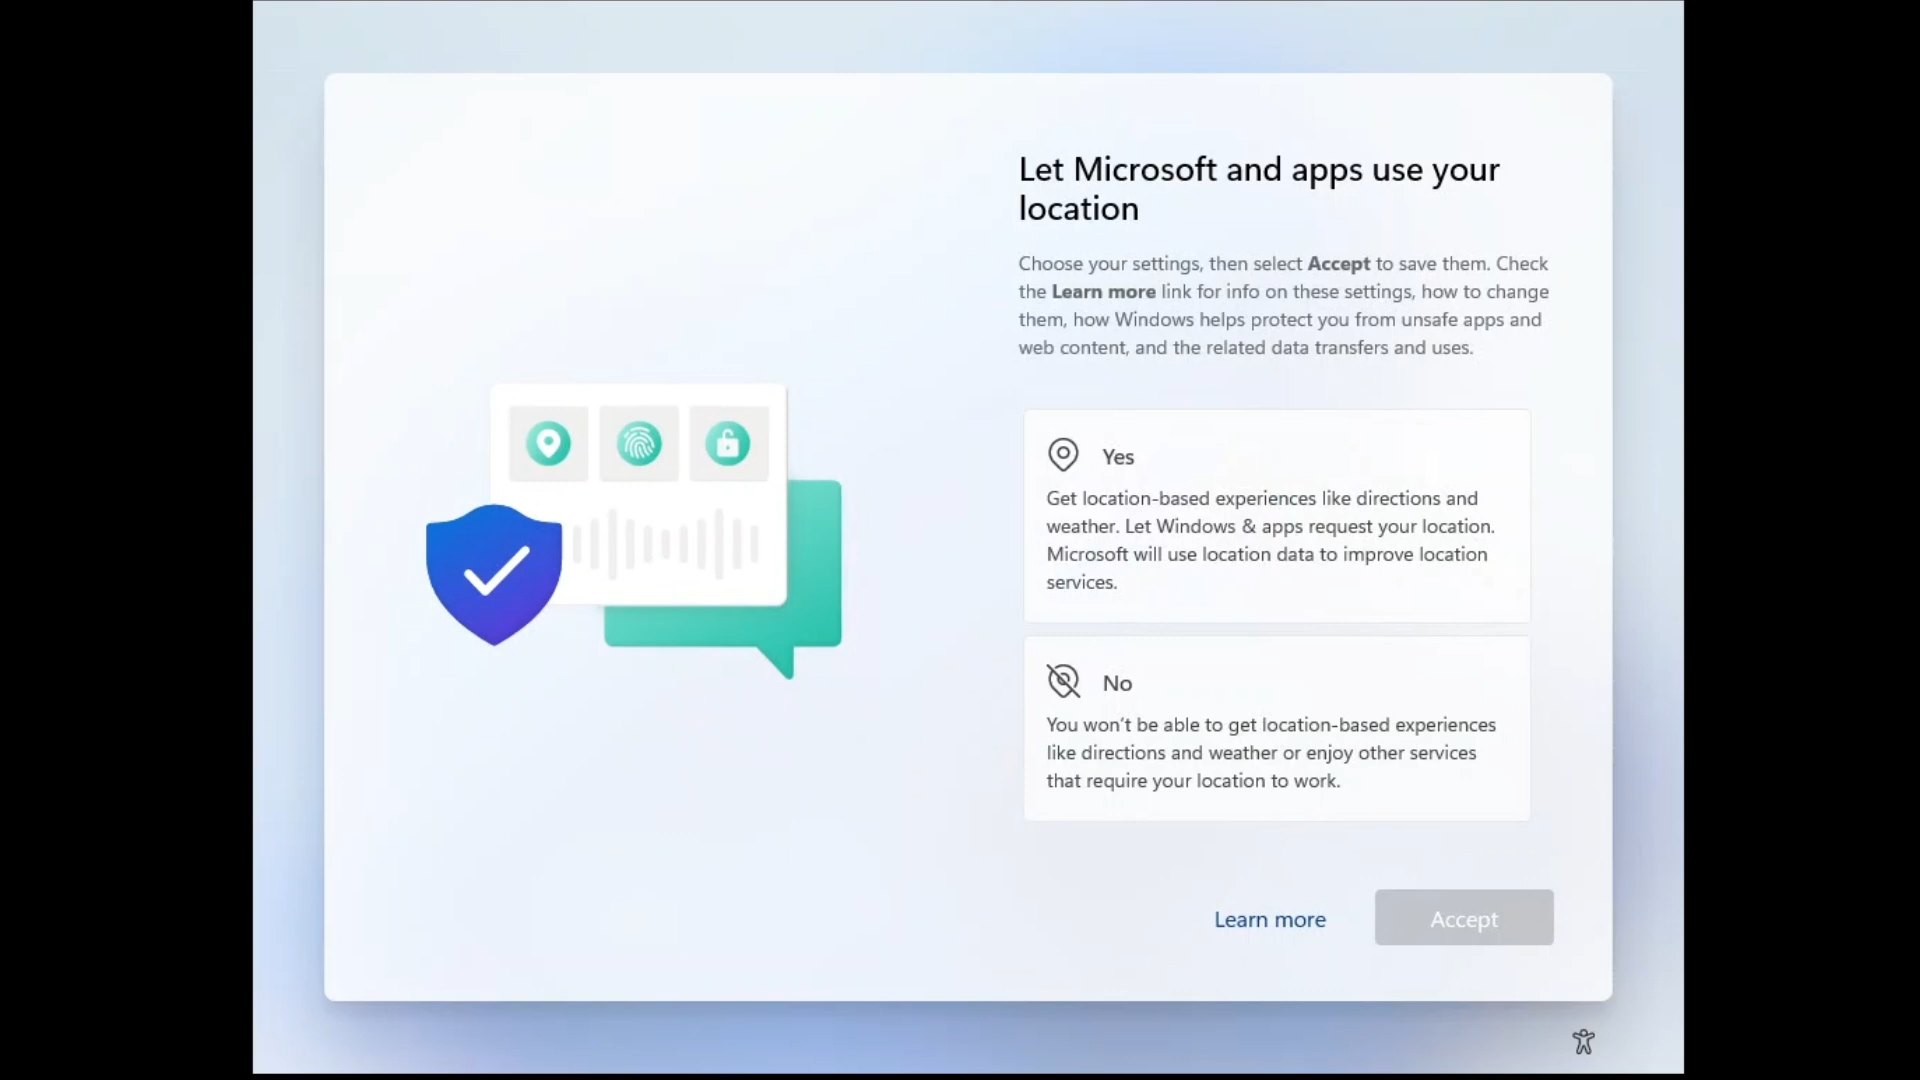 Let Microsoft and apps use your
location
Choose your settings, then select Accept to save them. Check
the Learn more link for info on these settings, how to change
them, how Windows helps protect you from unsafe apps and
web content, and the related data transfers and uses.
Yes
Get location-based experiences like directions and
weather. Let Windows & apps request your location.
Microsoft will use location data to improve location
services.
No
You won’t be able to get location-based experiences
like directions and weather or enjoy other services
that require your location to work.
Learn more
Accept